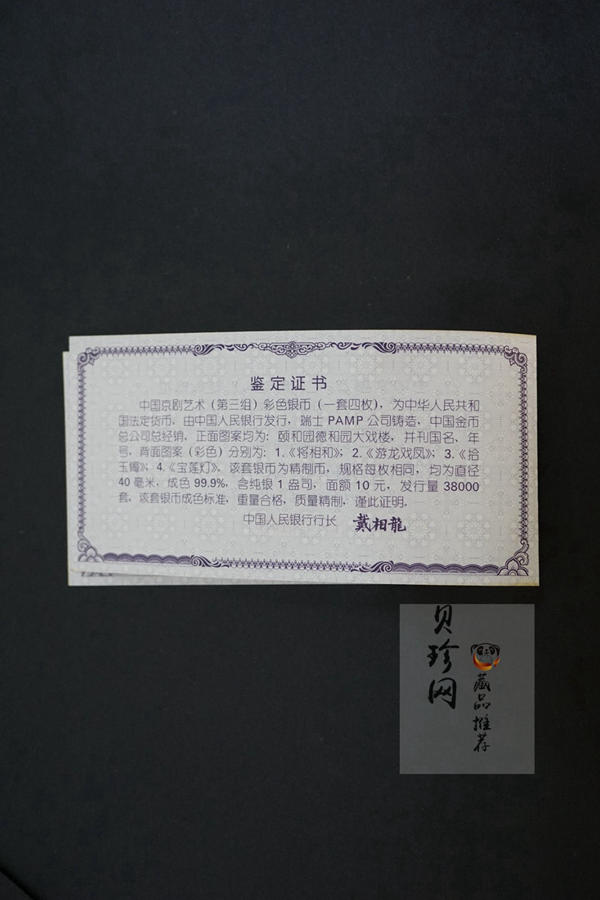 鉴定证书
中国京剧艺术(第三组)彩色银币(一套四枚),为中华人民共和
国法定货币,由中国人民银行发行,瑞士 PAMP 公司铸造,中国金币
总公司总经销,正面图案均为:颐和园德和园大戏楼,并刊国名,年
号,背面图案(彩色)分别为:1.《将相和》;2.《游龙戏凤》;3.《拾
玉镯》;4.《宝莲灯》。该套银币为精制币,规格每枚相同,均为直径
40 毫米,成色 99.9%,含纯银 1 盎司,面额 10 元,发行量 38000
套,该套银币成色标准,重量合格,质量精制,谨此证明。
中国人民银行行长 戴相龍
贝珍网
藏品推荐